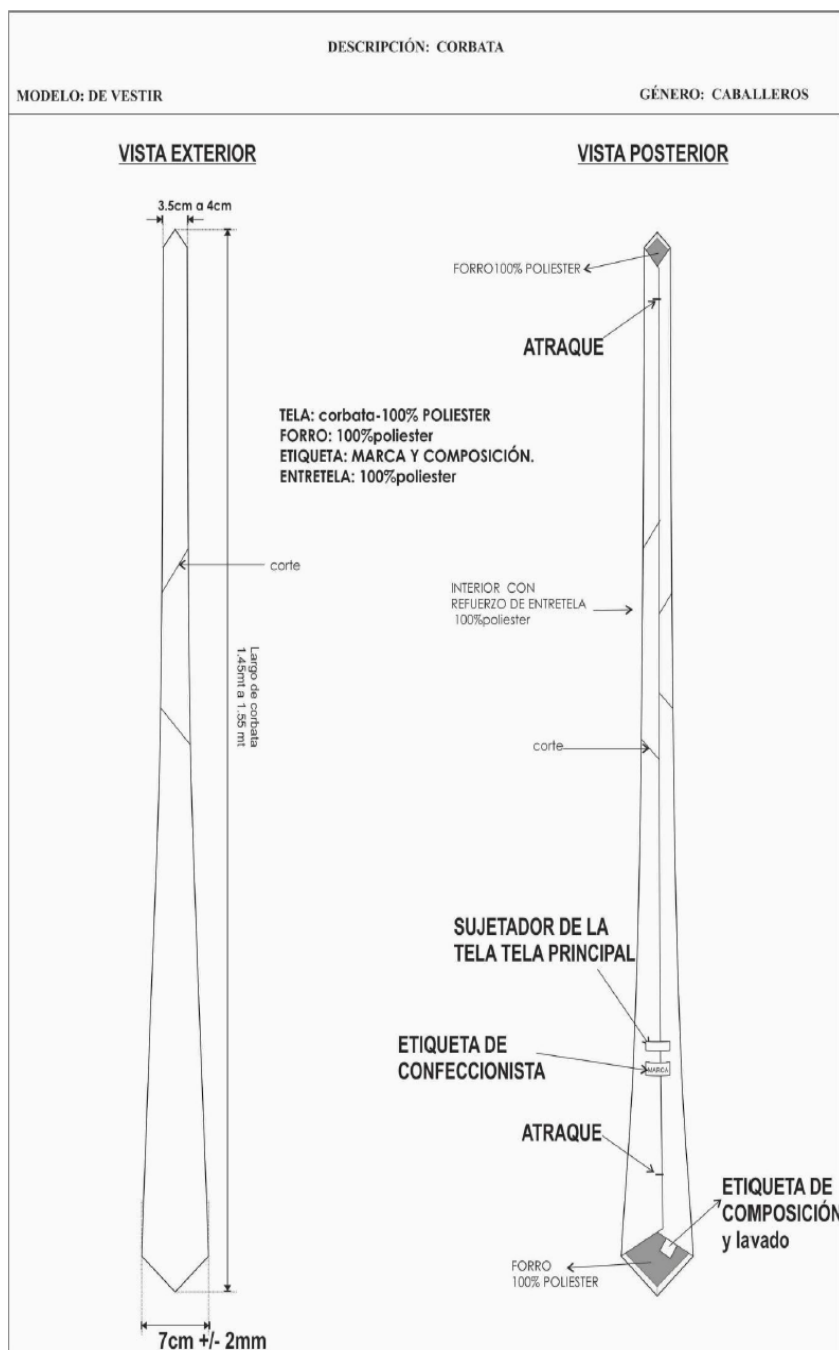 DESCRIPCIÓN: CORBATA
MODELO: DE VESTIR
GÉNERO: CABALLEROS
VISTA EXTERIOR
3.5cm a 4cm
TELA: corbata-100% POLIESTER
FORRO: 100%poliester
ETIQUETA: MARCA Y COMPOSICIÓN.
ENTRETELA: 100%poliester
corte
Largo de corbata
1.45mt a 1.55 mt
7cm +/- 2mm
VISTA POSTERIOR
FORRO100% POLIESTER
ATRAQUE
INTERIOR CON
REFUERZO DE ENTRETELA
100%poliester
corte
SUJETADOR DE LA
TELA TELA PRINCIPAL
ETIQUETA DE
CONFECCIONISTA
MARCA
ATRAQUE
ETIQUETA DE
COMPOSICIÓN
y lavado
FORRO
100% POLIESTER